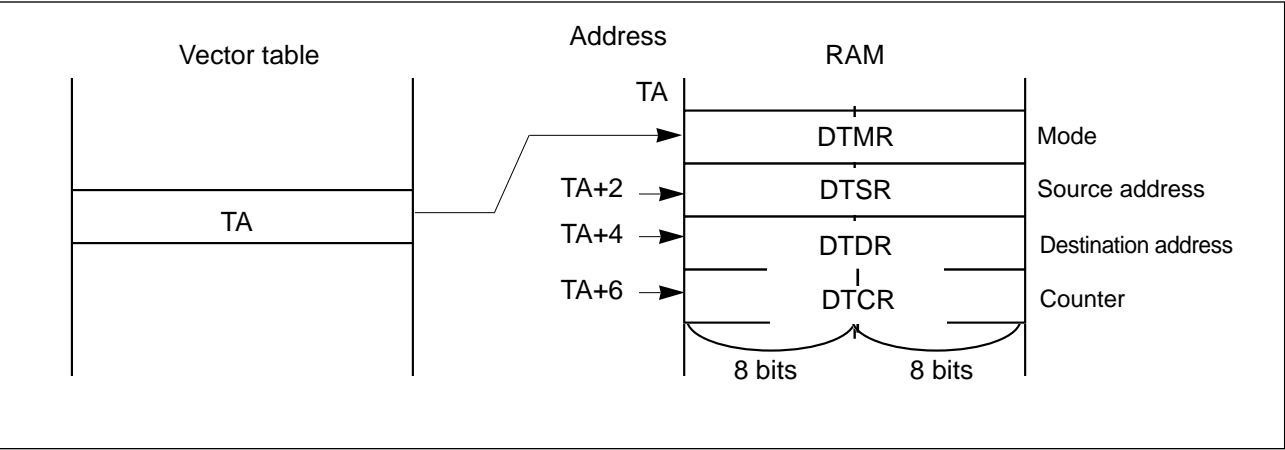 Address
Vector table
RAM
TA
DTMR
Mode
TA+2
DTSR
Source address
TA
TA+4
DTDR
Destination address
TA+6
DTCR
Counter
8 bits
8 bits